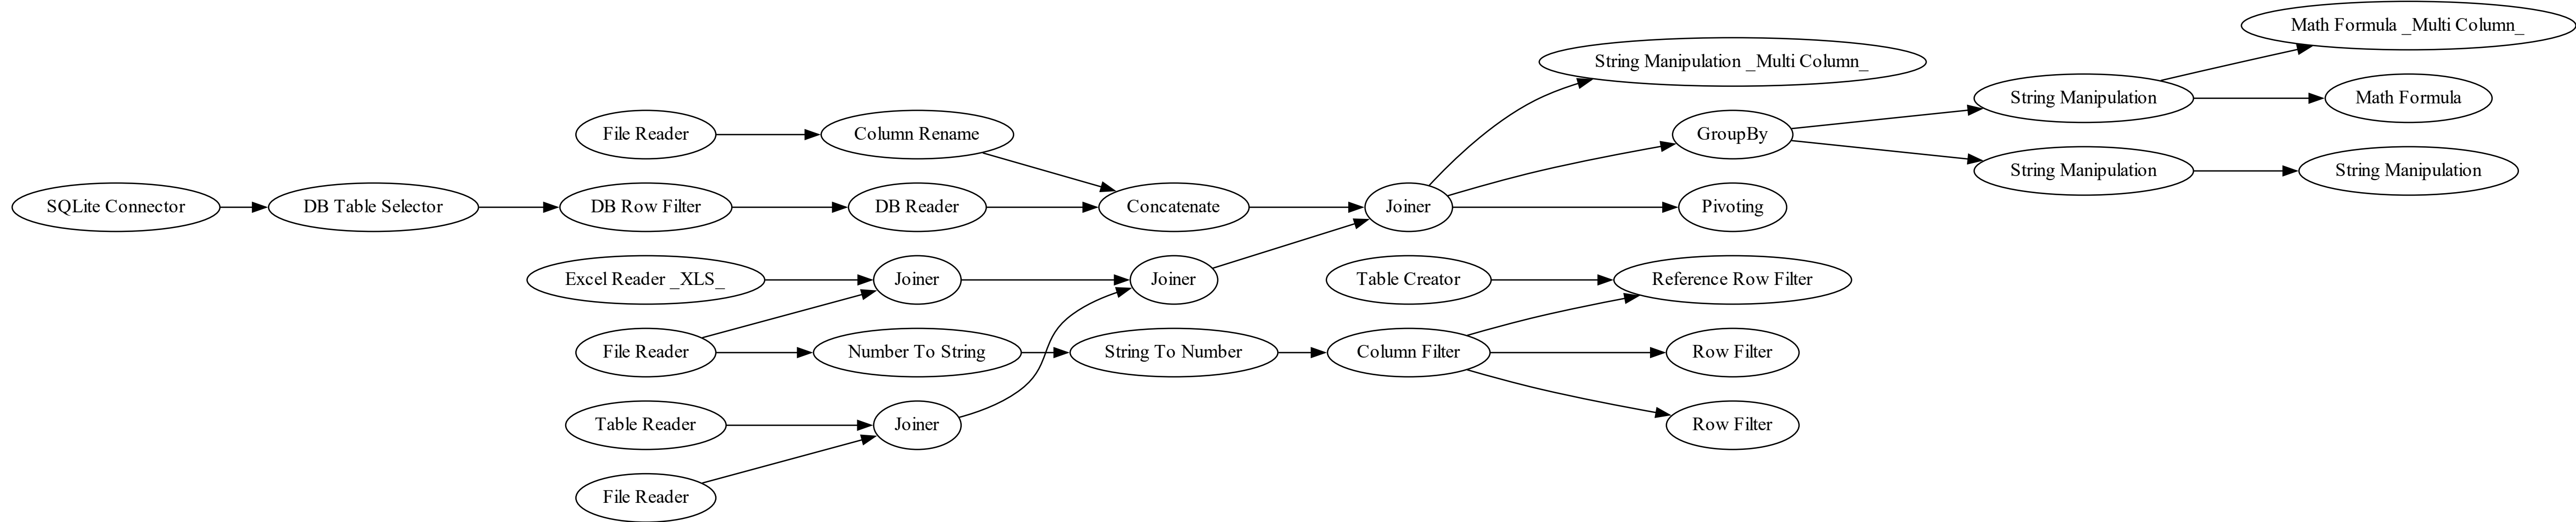 Math Formula _Multi Column_
String Manipulation _Multi Column_
String Manipulation
Math Formula
File Reader
Column Rename
GroupBy
String Manipulation
String Manipulation
SQLite Connector
DB Table Selector
DB Row Filter
DB Reader
Concatenate
Joiner
Pivoting
Excel Reader _XLS_
Joiner
Joiner
Table Creator
Reference Row Filter
File Reader
Number To String
String To Number
Column Filter
Row Filter
Table Reader
Joiner
Row Filter
File Reader